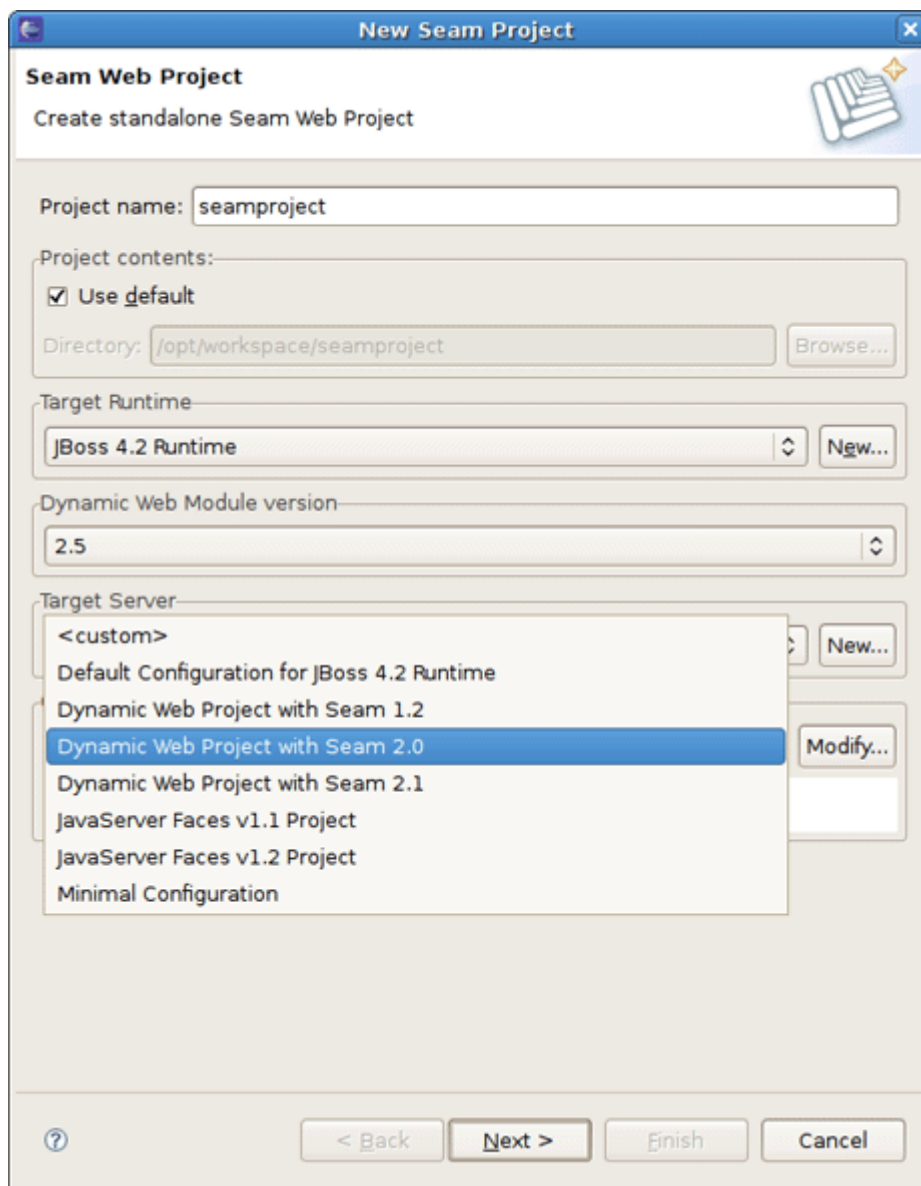 New Seam Project
Seam Web Project
Create standalone Seam Web Project
Project name: seamproject
Project contents:
Use default
Directory: /opt/workspace/seamproject Browse...
Target Runtime
JBoss 4.2 Runtime New...
Dynamic Web Module version
2.5
Target Server
<custom>
New...
Default Configuration for JBoss 4.2 Runtime
Dynamic Web Project with Seam 1.2
Dynamic Web Project with Seam 2.0 Modify...
Dynamic Web Project with Seam 2.1
JavaServer Faces v1.1 Project
JavaServer Faces v1.2 Project
Minimal Configuration
< Back Next > Finish Cancel